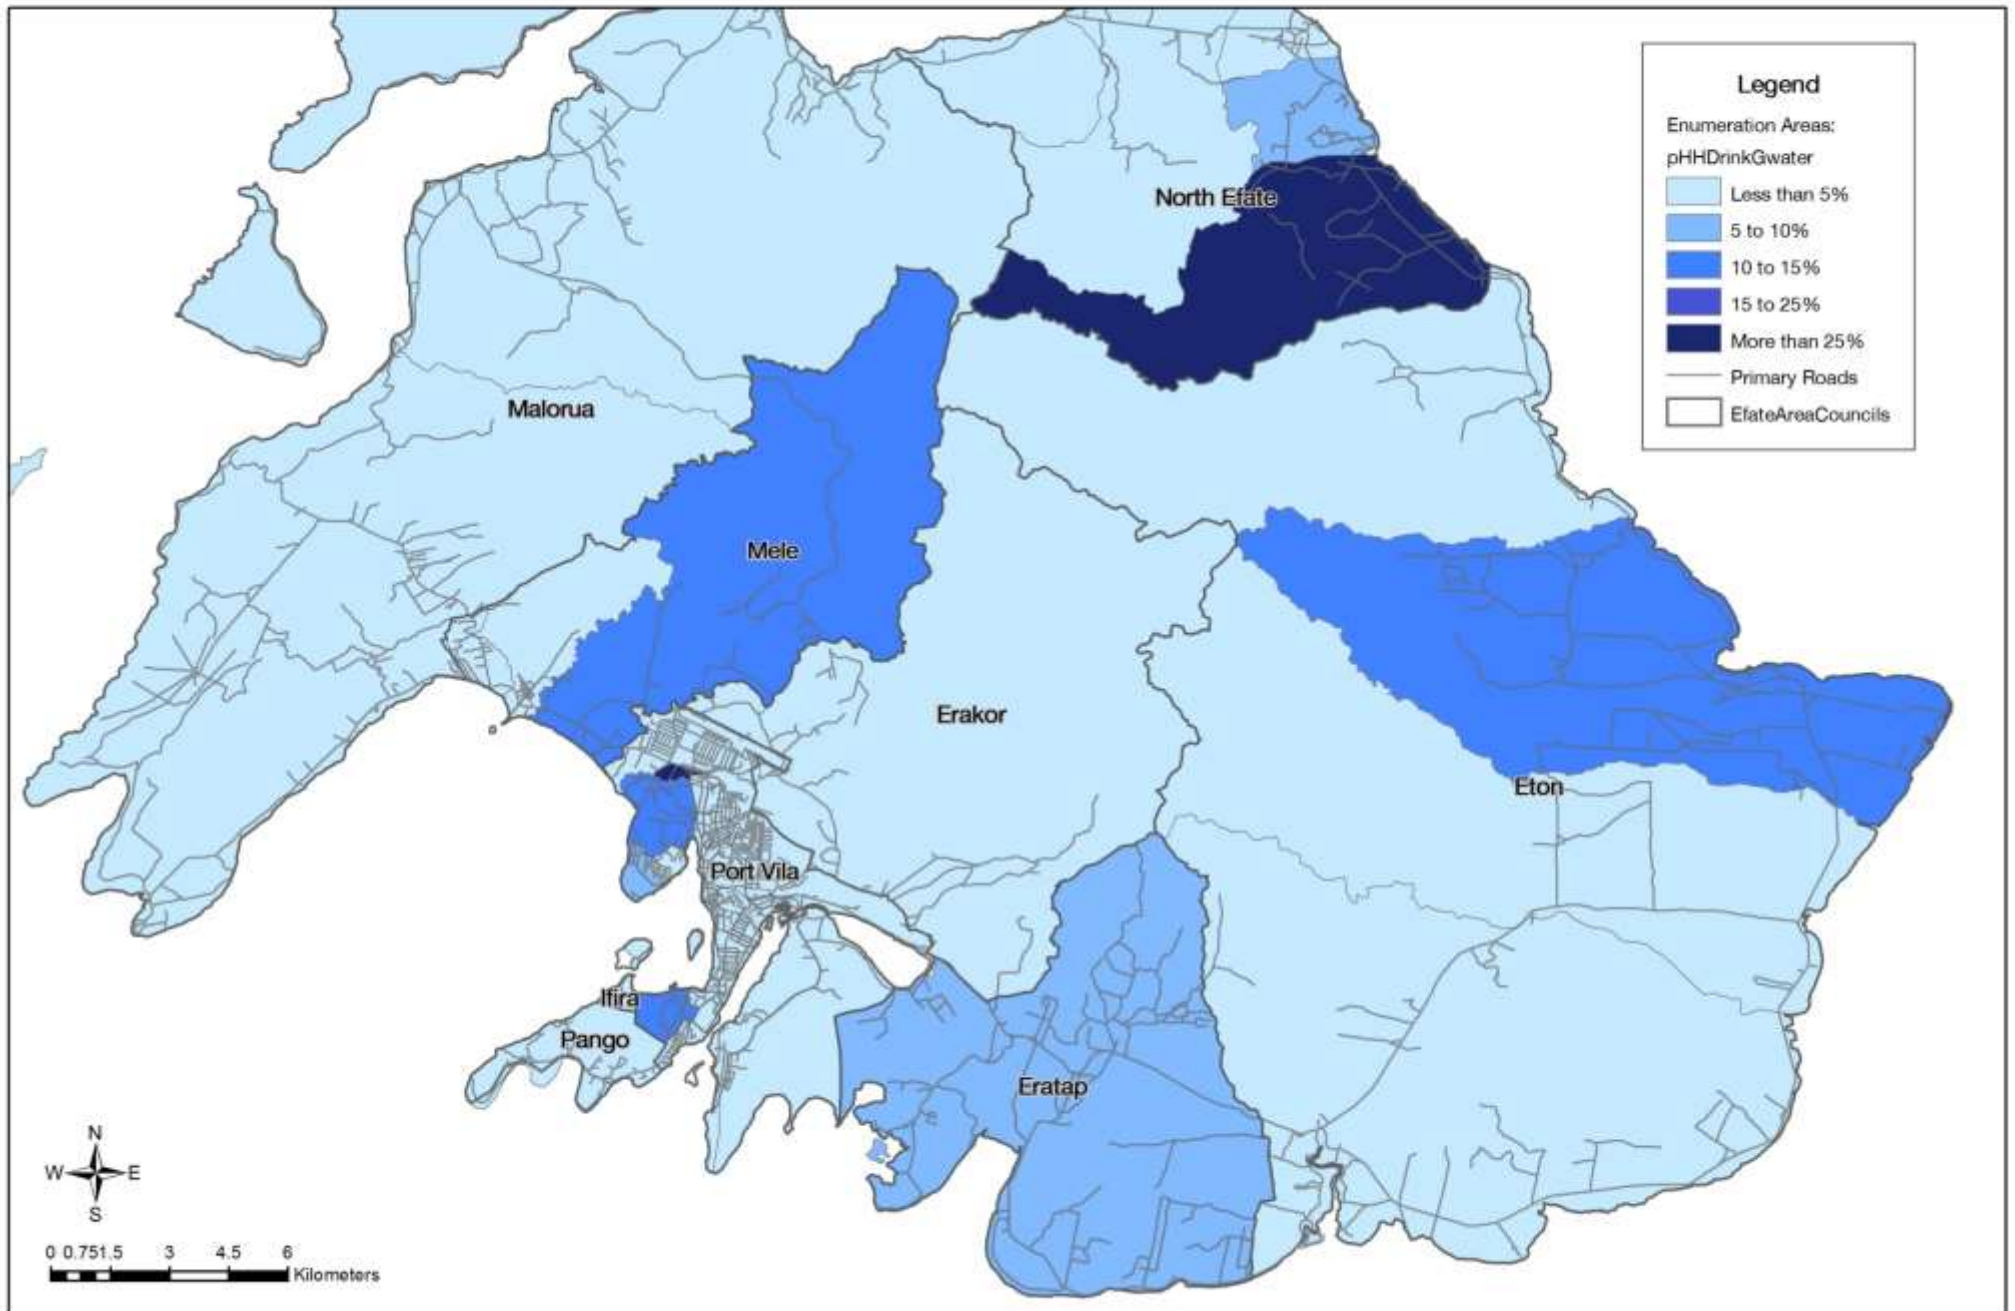 Legend
Enumeration Areas:
pHHDrinkGwater
Less than 5%
5 to 10%
10 to 15%
15 to 25%
More than 25%
Primary Roads
EfateAreaCouncils
North Efate
Malorua
Mele
Erakor
Eton
Port Vila
Ifira
Pango
Eratap
N
W E
S
0 0.751.5 3 4.5 6
Kilometers